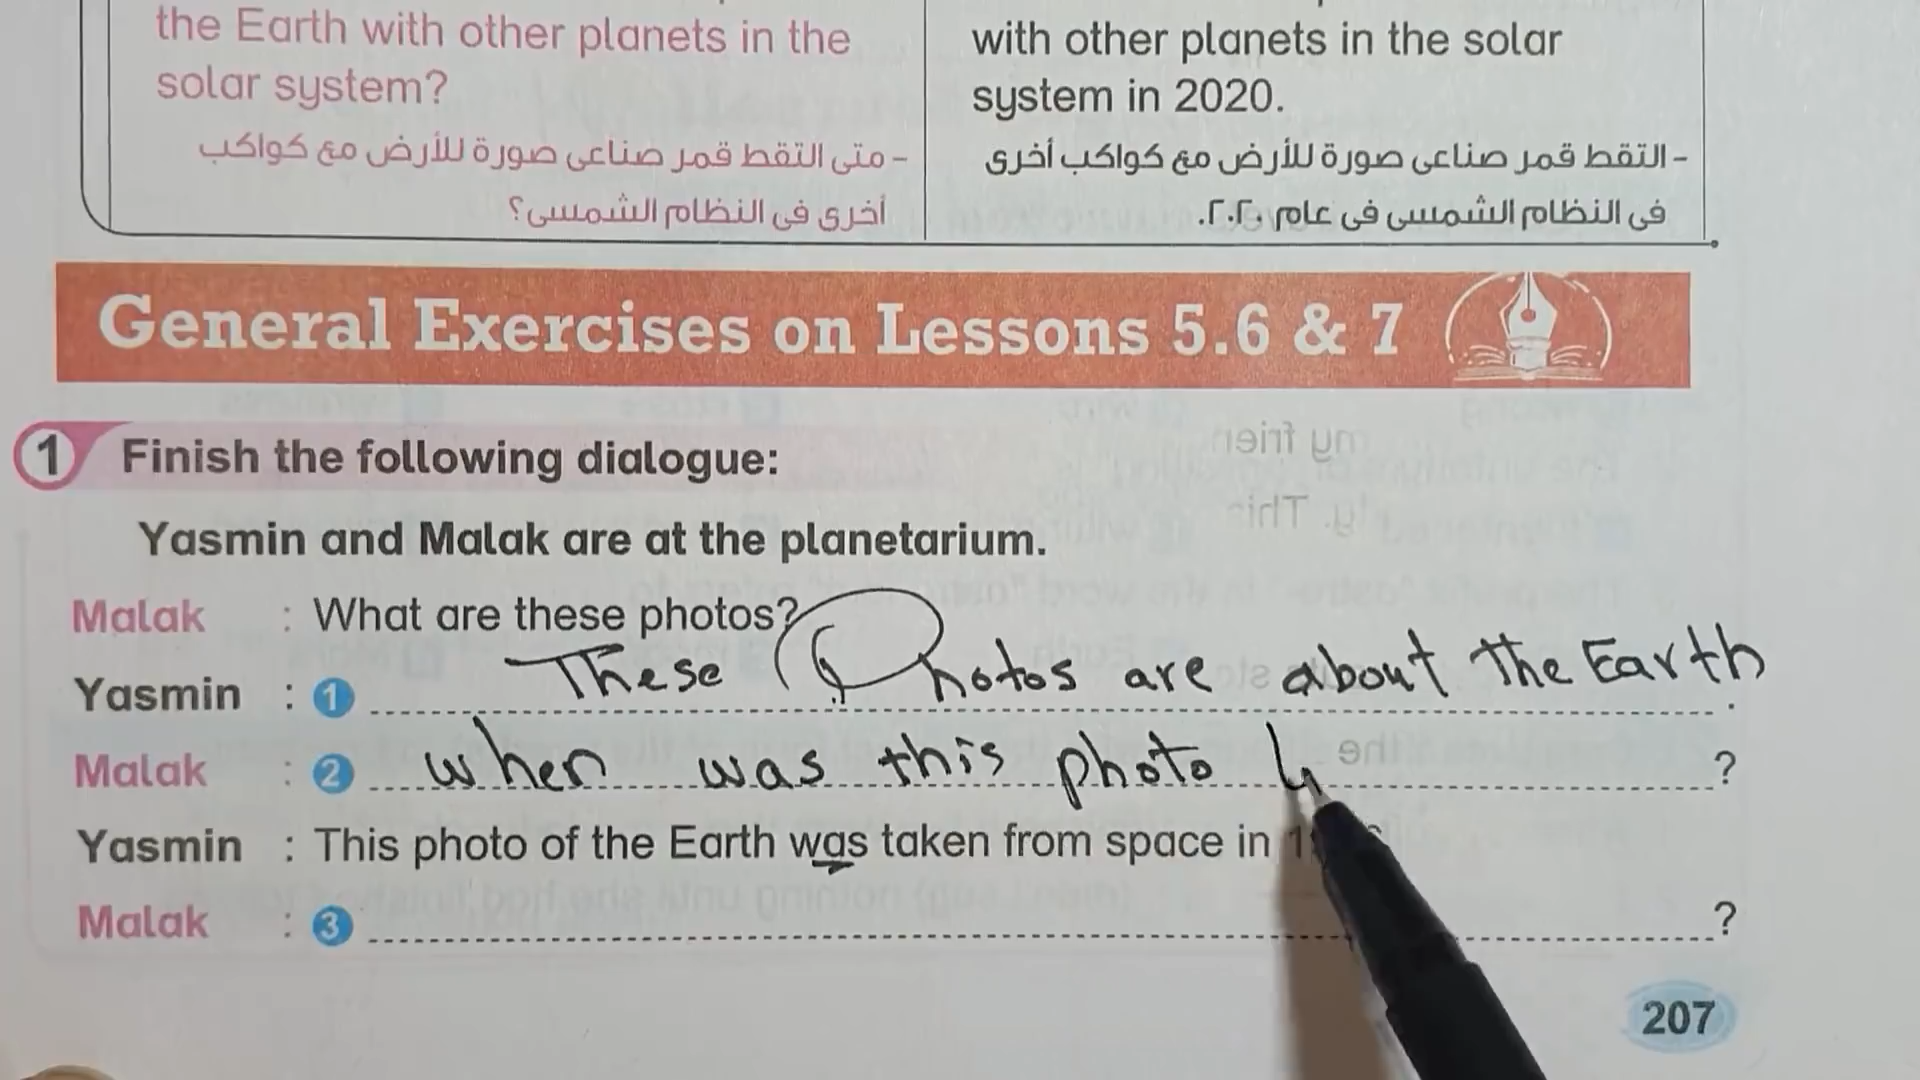 the Earth with other planets in the
solar system?
- متى التقط قمر صناعى صورة للأرض مع كواكب
أخرى فى النظام الشمسى؟
with other planets in the solar
system in 2020.
- التقط قمر صناعى صورة للأرض مع كواكب أخرى
فى النظام الشمسى فى عام ٢٠٢٠.
General Exercises on Lessons 5.6 & 7
1 Finish the following dialogue:
Yasmin and Malak are at the planetarium.
Malak : What are these photos?
Yasmin : 1 These Photos are about the Earth.
Malak : 2 when was this photo ?
Yasmin : This photo of the Earth was taken from space in
Malak : 3 ?
207